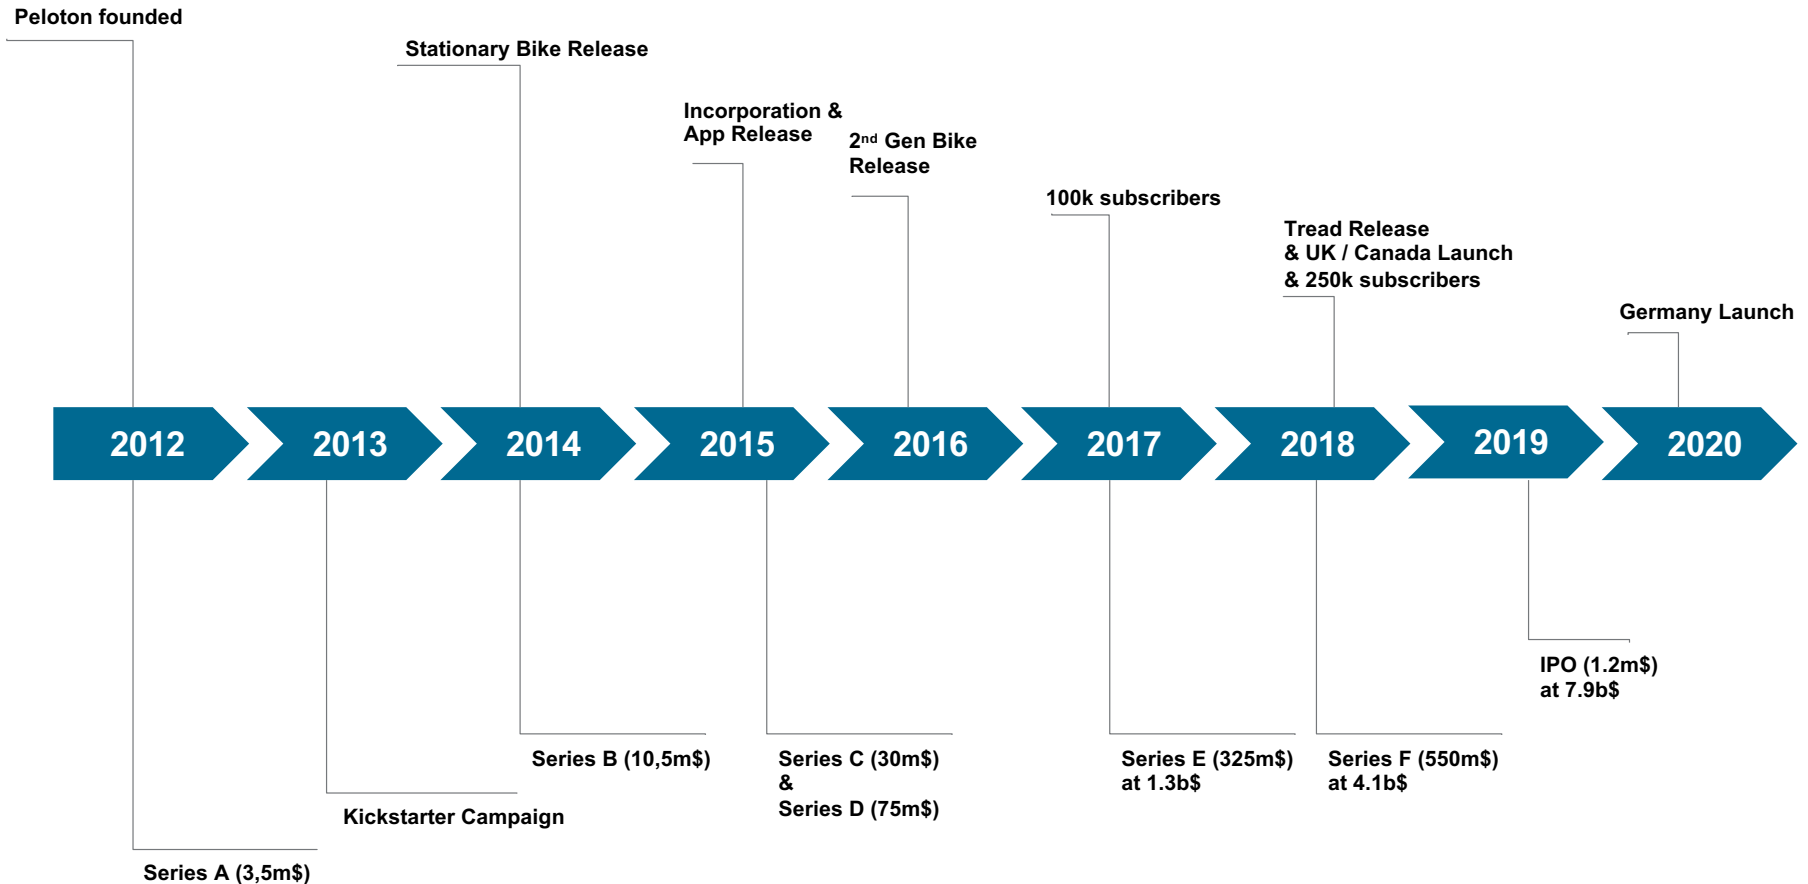 Peloton founded
Stationary Bike Release
Incorporation &
App Release
2nd Gen Bike
Release
100k subscribers
Tread Release
& UK / Canada Launch
& 250k subscribers
Germany Launch
2012
2013
2014
2015
2016
2017
2018
2019
2020
IPO (1.2m$)
at 7.9b$
Series B (10,5m$)
Series C (30m$)
&
Series D (75m$)
Series E (325m$)
at 1.3b$
Series F (550m$)
at 4.1b$
Kickstarter Campaign
Series A (3,5m$)